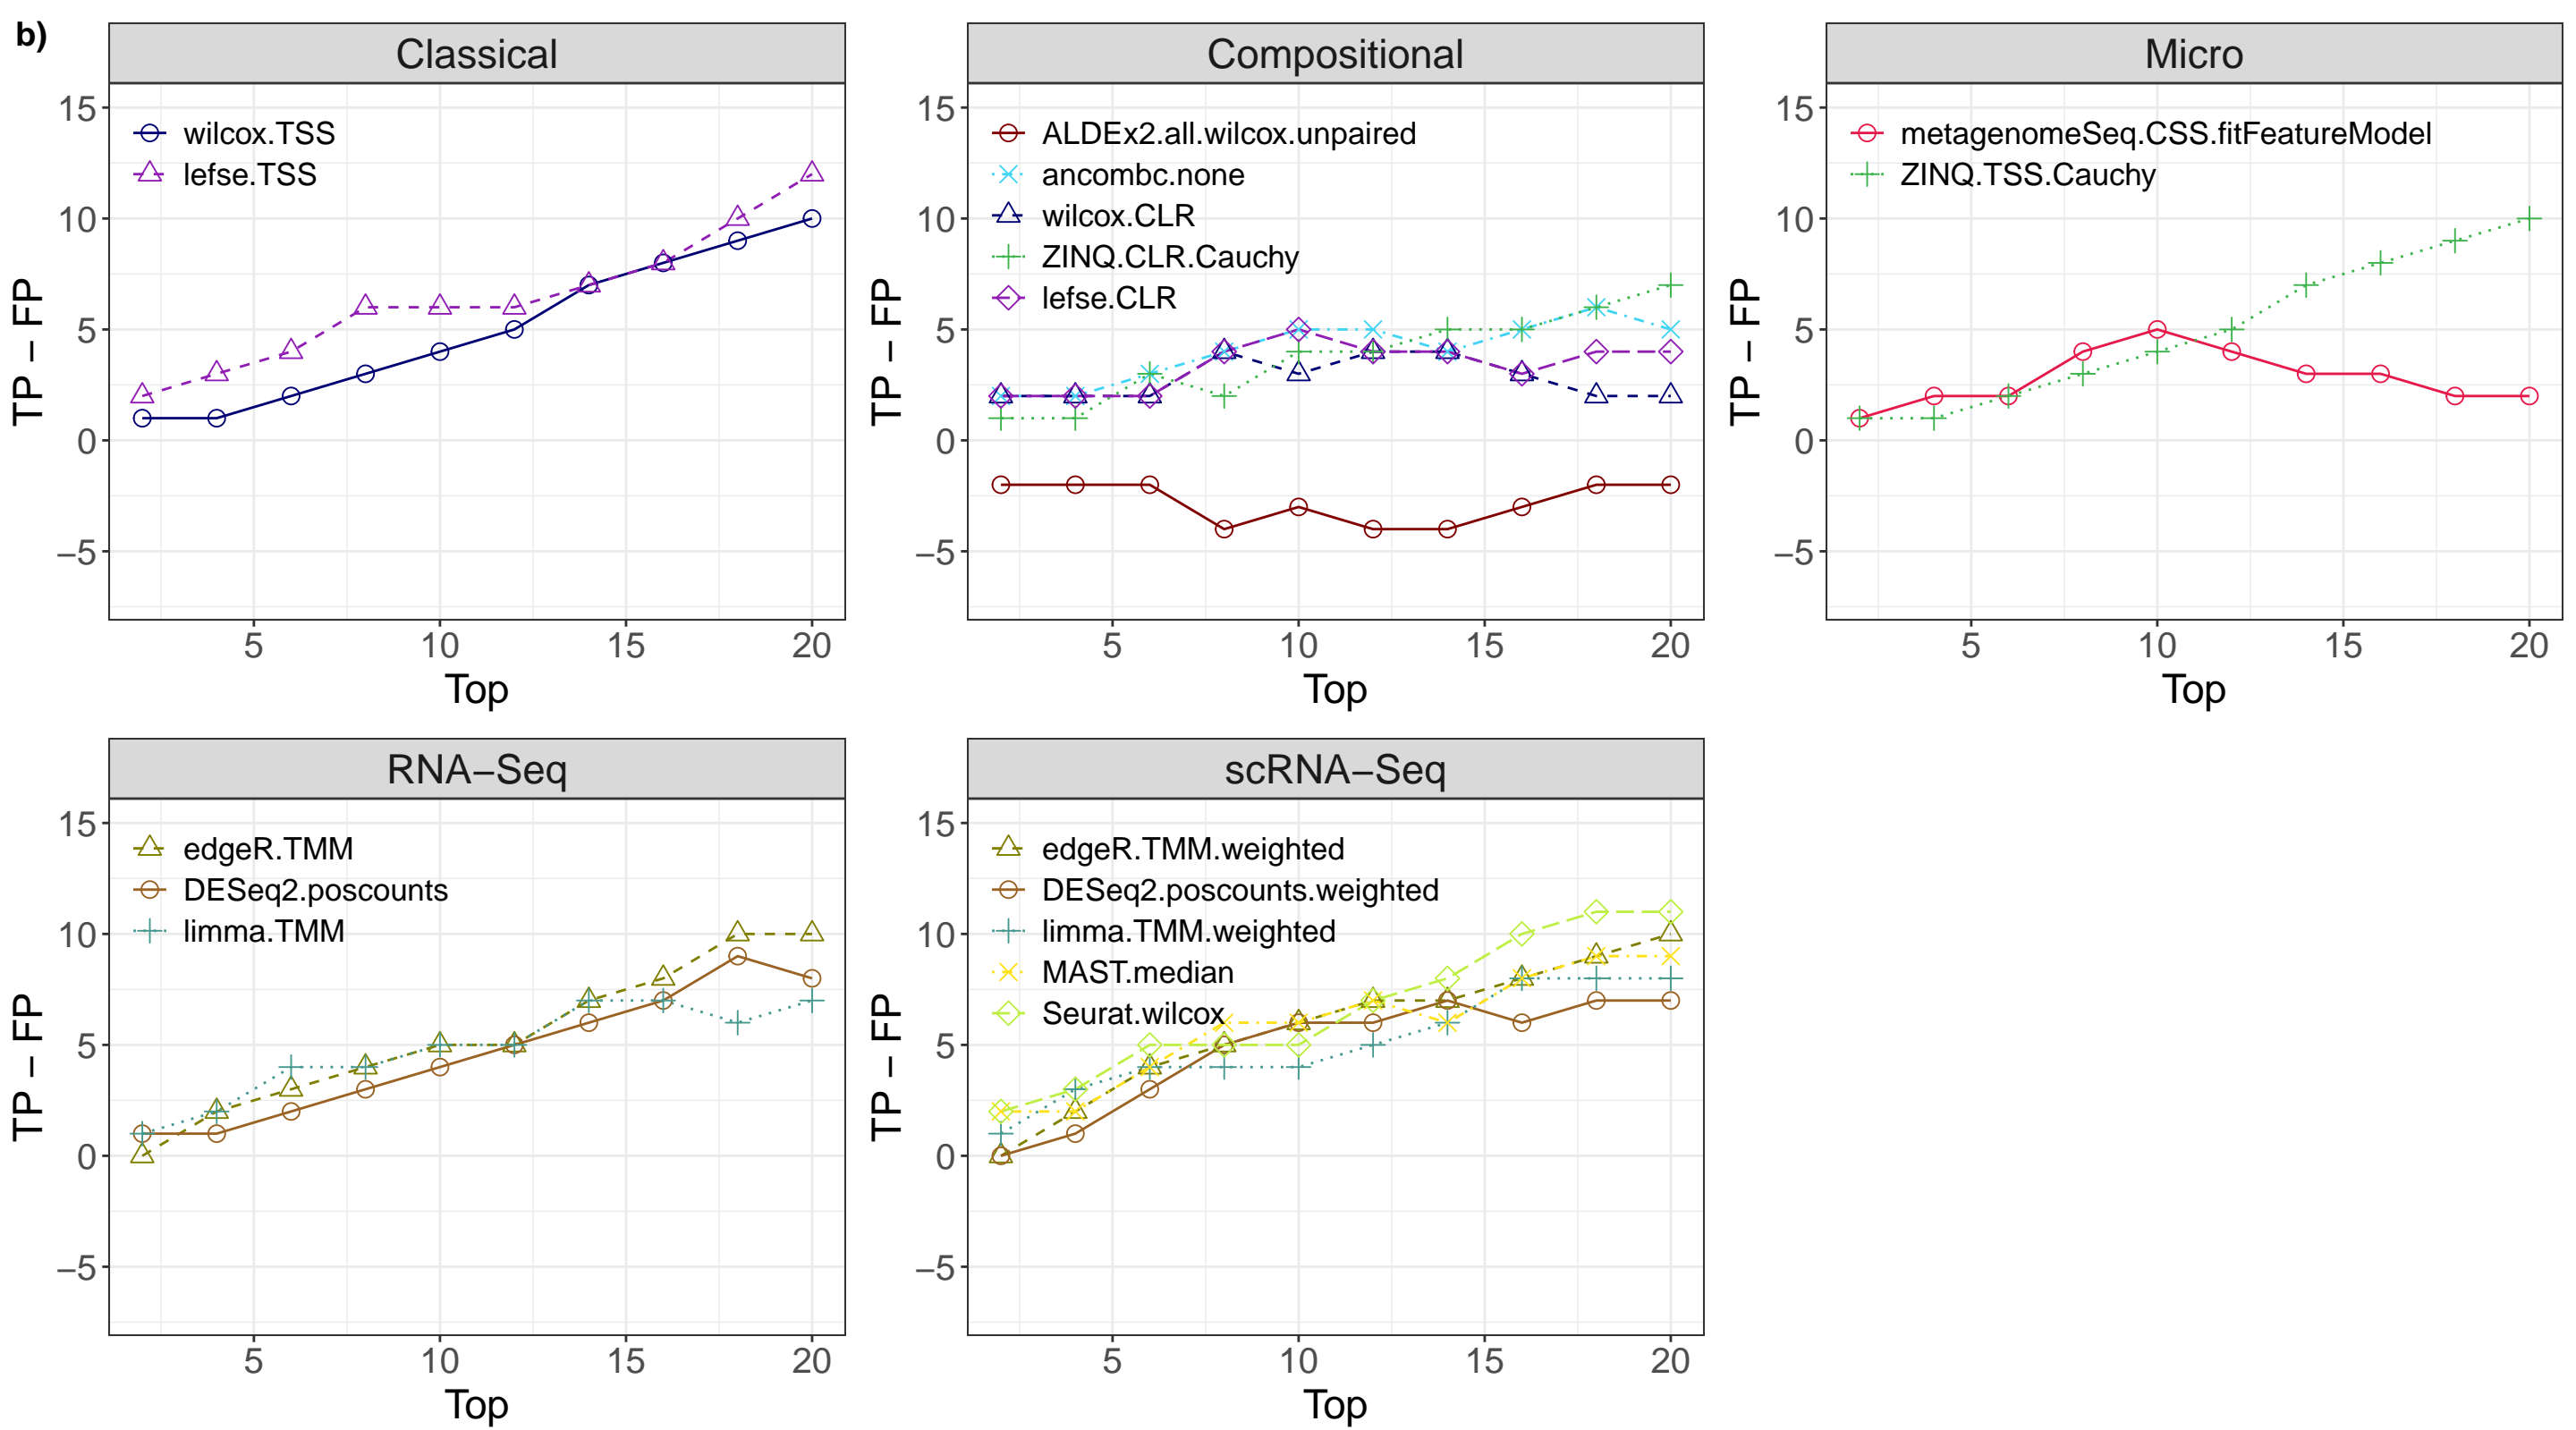 b)
Classical
15
10
5
0
−5
TP − FP
wilcox.TSS
lefse.TSS
5 10 15 20
Top
Compositional
15
10
5
0
−5
TP − FP
ALDEx2.all.wilcox.unpaired
ancombc.none
wilcox.CLR
ZINQ.CLR.Cauchy
lefse.CLR
5 10 15 20
Top
Micro
15
10
5
0
−5
TP − FP
metagenomeSeq.CSS.fitFeatureModel
ZINQ.TSS.Cauchy
5 10 15 20
Top
RNA−Seq
15
10
5
0
−5
TP − FP
edgeR.TMM
DESeq2.poscounts
limma.TMM
5 10 15 20
Top
scRNA−Seq
15
10
5
0
−5
TP − FP
edgeR.TMM.weighted
DESeq2.poscounts.weighted
limma.TMM.weighted
MAST.median
Seurat.wilcox
5 10 15 20
Top